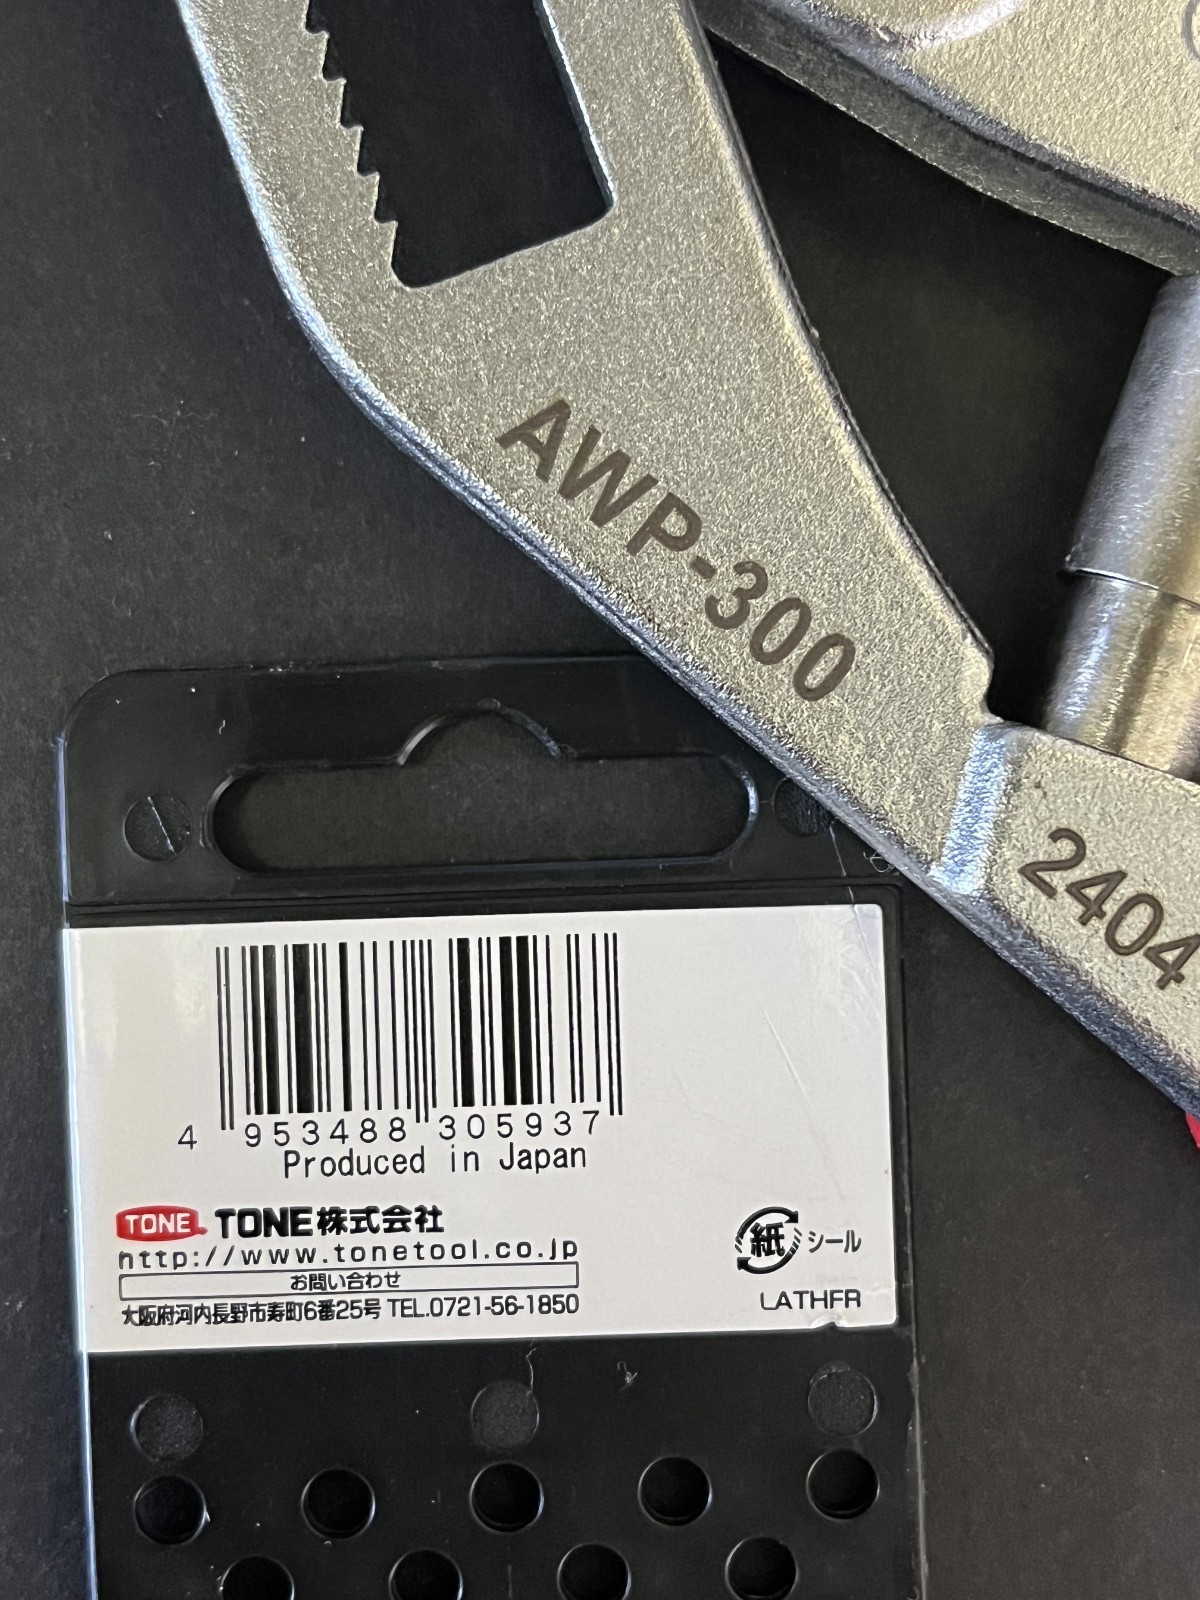 AWP-300
2404
4 953488 305937
Produced in Japan
TONE TONE株式会社
http://www.tonetool.co.jp
お問い合わせ
大阪府河内長野市寿町6番25号 TEL.0721-56-1850
紙 シール
LATHFR